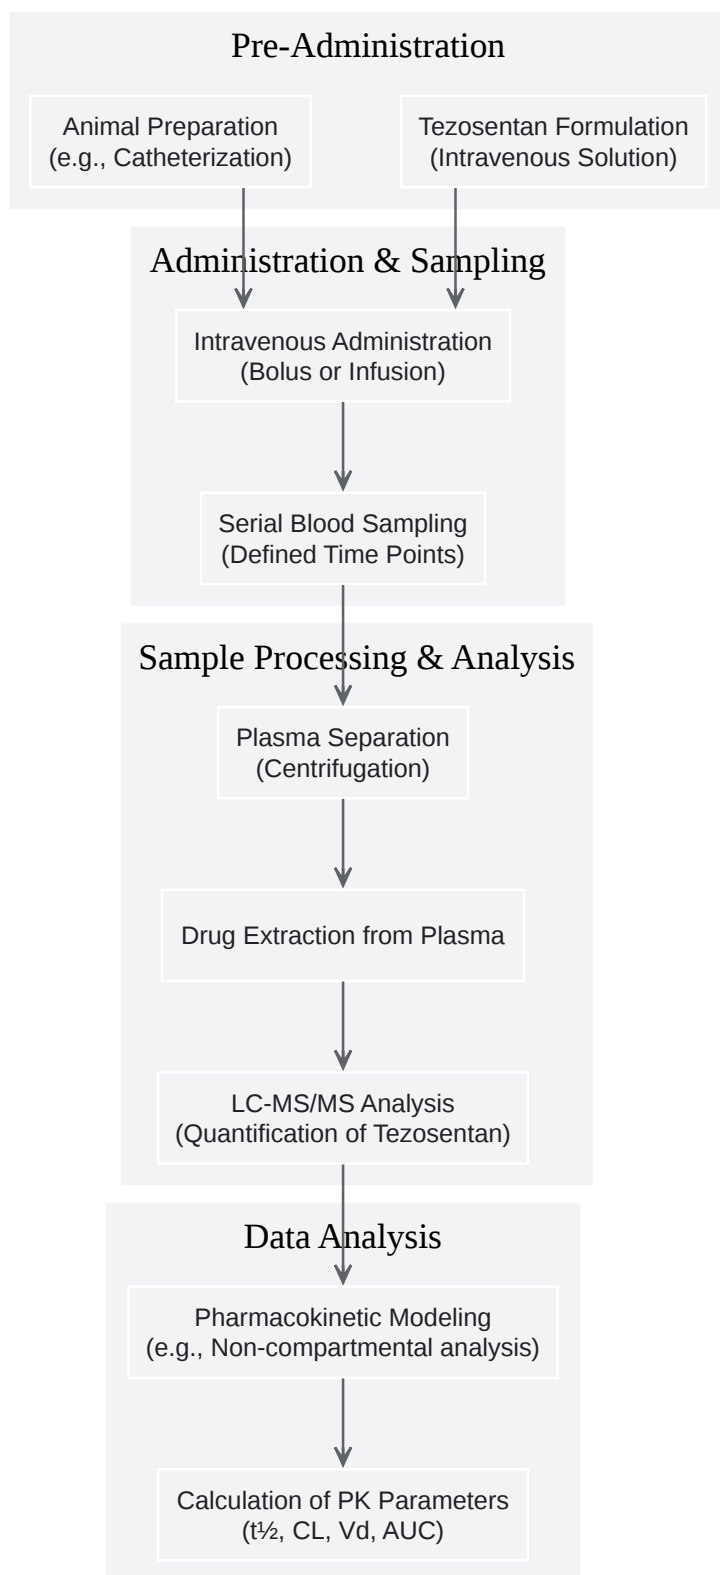 Pre-Administration
Animal Preparation
(e.g., Catheterization)
Tezosentan Formulation
(Intravenous Solution)
Administration & Sampling
Intravenous Administration
(Bolus or Infusion)
Serial Blood Sampling
(Defined Time Points)
Sample Processing & Analysis
Plasma Separation
(Centrifugation)
Drug Extraction from Plasma
LC-MS/MS Analysis
(Quantification of Tezosentan)
Data Analysis
Pharmacokinetic Modeling
(e.g., Non-compartmental analysis)
Calculation of PK Parameters
(t½, CL, Vd, AUC)